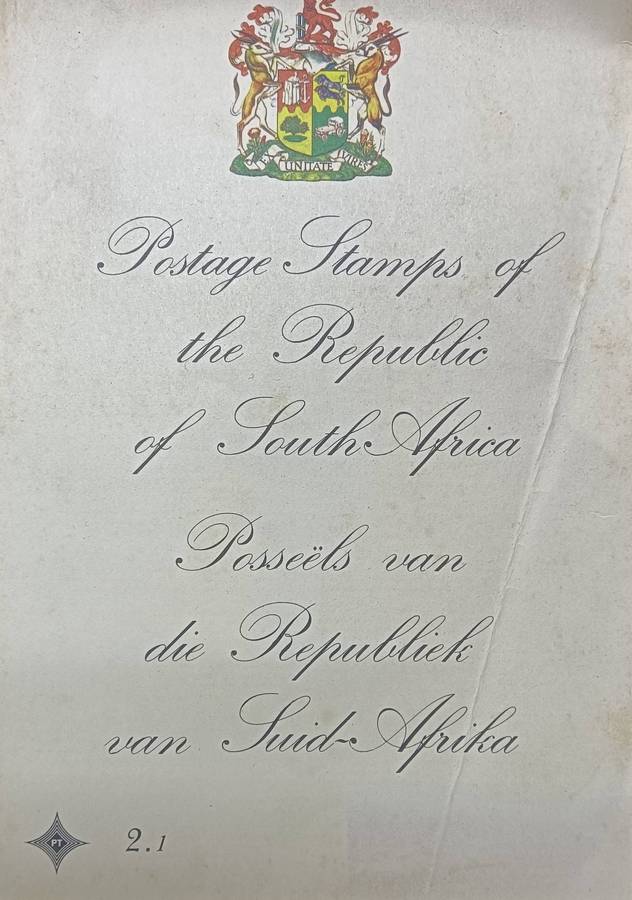 EX UNITATE VIRES
Postage Stamps of
the Republic
of South Africa
Posseëls van
die Republiek
van Suid-Afrika
PT 2.1